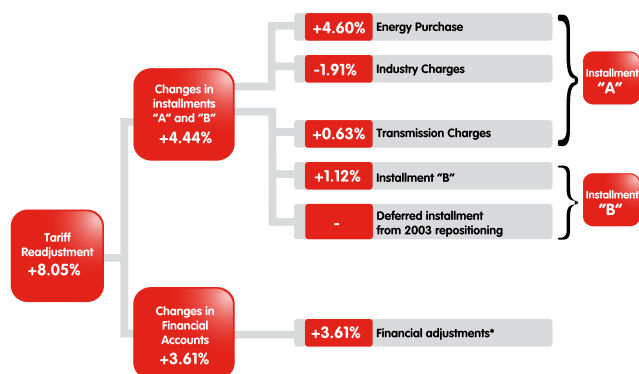 +4.60% Energy Purchase
-1.91% Industry Charges
Installment
"A"
Changes in
installments
"A" and "B"
+4.44%
+0.63% Transmission Charges
+1.12% Installment "B"
Installment
"B"
- Deferred installment
from 2003 repositioning
Tariff
Readjustment
+8.05%
Changes in
Financial
Accounts
+3.61%
+3.61% Financial adjustments*